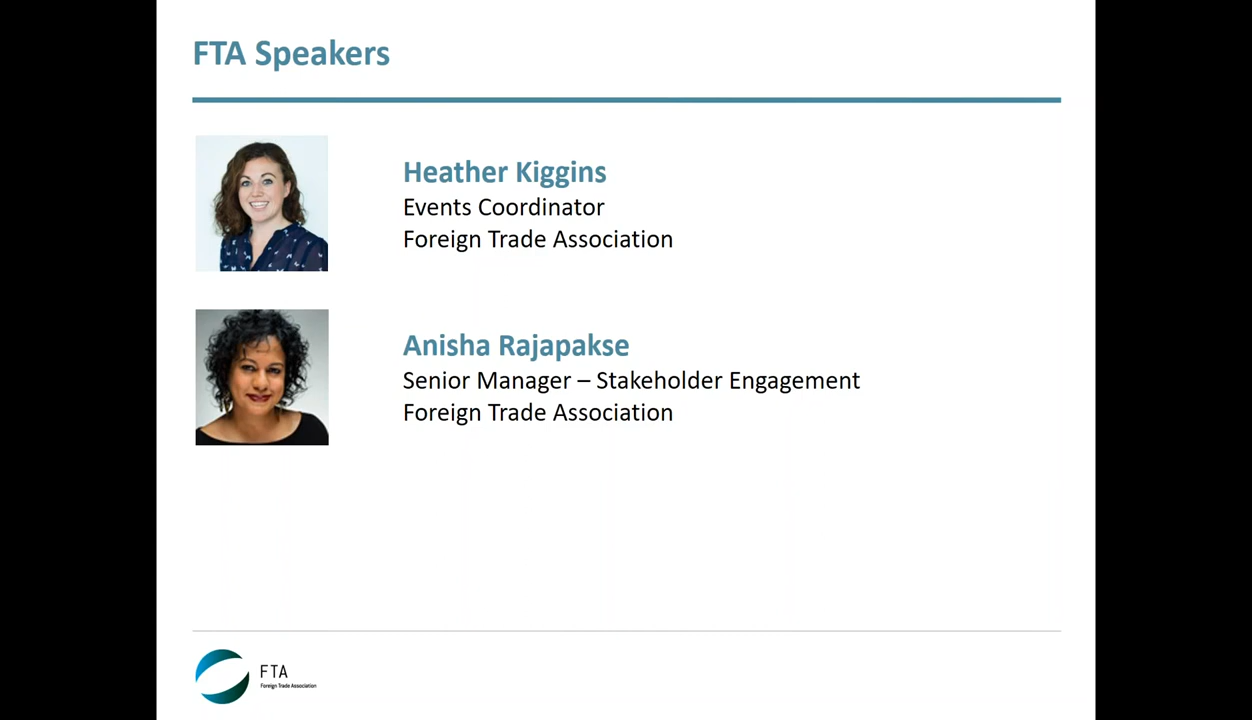 FTA Speakers
Heather Kiggins
Events Coordinator
Foreign Trade Association
Anisha Rajapakse
Senior Manager – Stakeholder Engagement
Foreign Trade Association
FTA
Foreign Trade Association